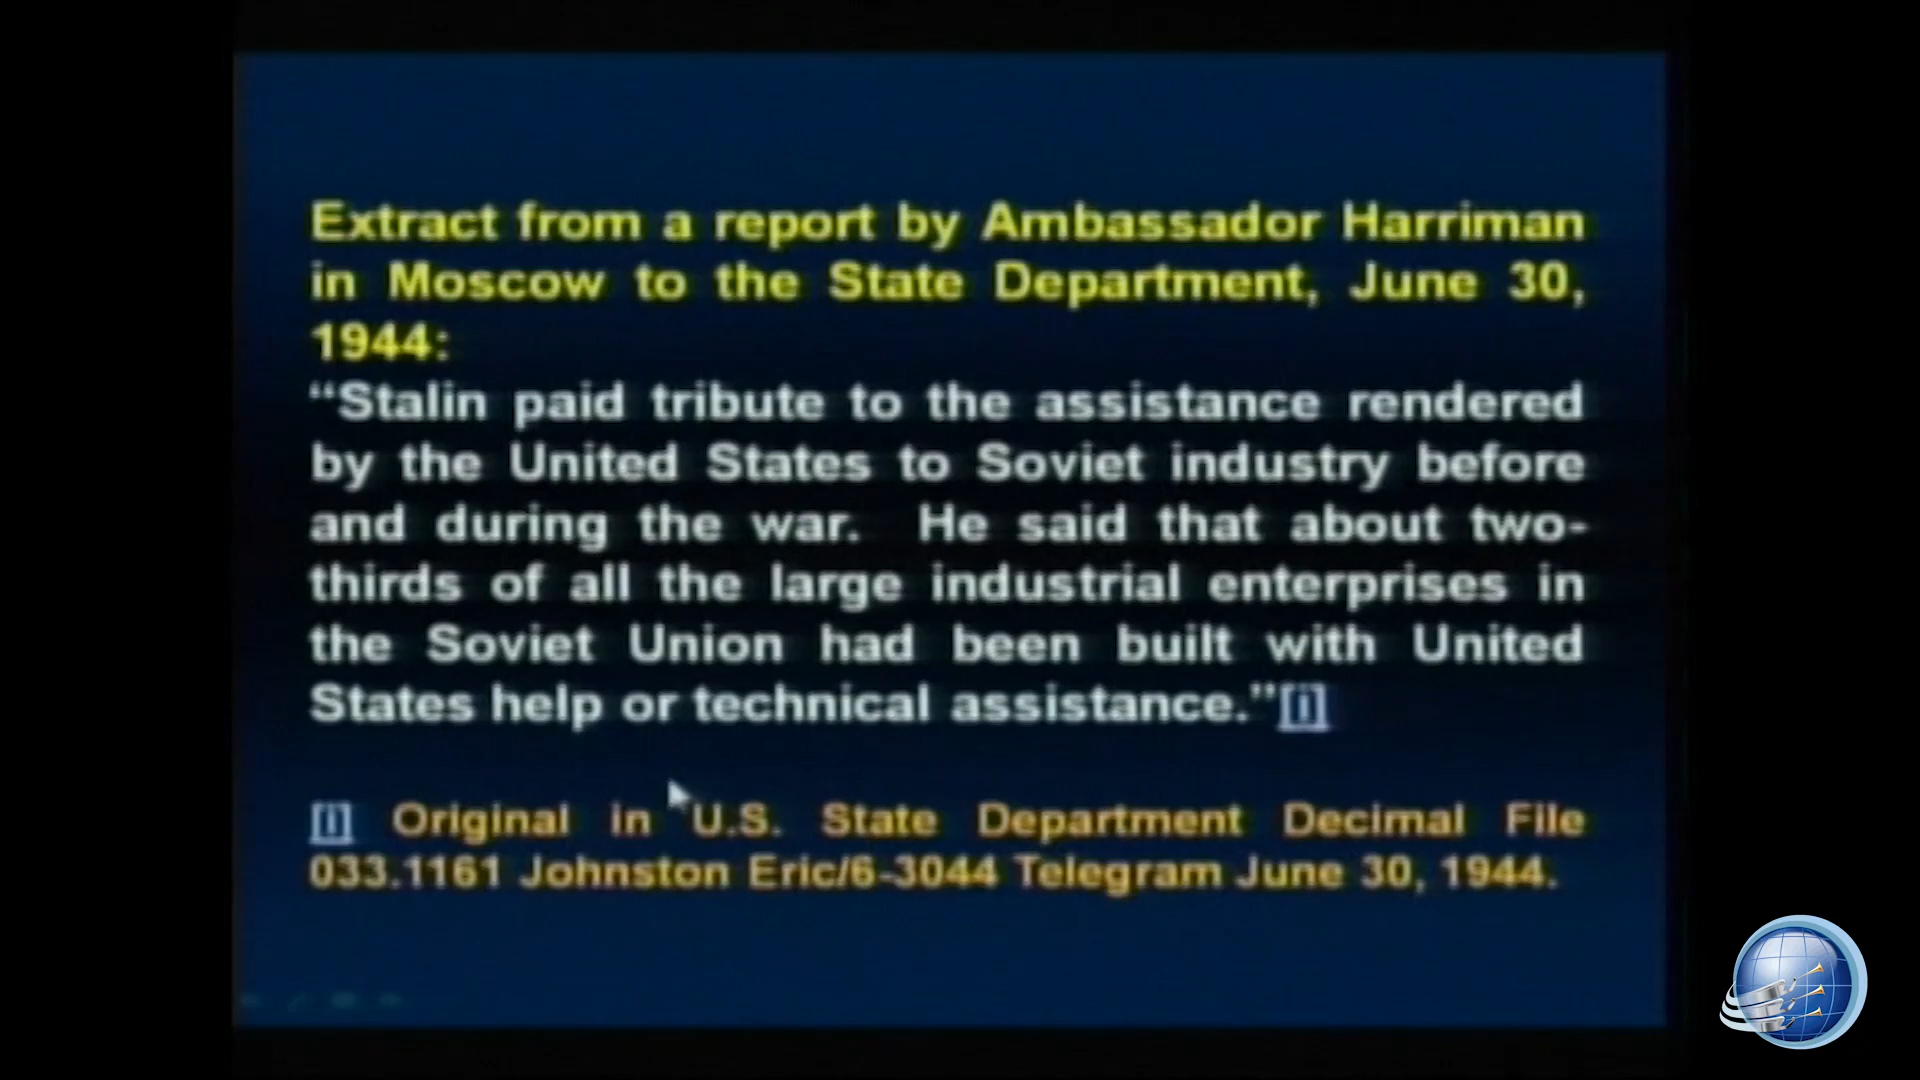 Extract from a report by Ambassador Harriman
in Moscow to the State Department, June 30,
1944:
“Stalin paid tribute to the assistance rendered
by the United States to Soviet industry before
and during the war.  He said that about two-
thirds of all the large industrial enterprises in
the Soviet Union had been built with United
States help or technical assistance.”[i]
[i] Original in U.S. State Department Decimal File
033.1161 Johnston Eric/6-3044 Telegram June 30, 1944.